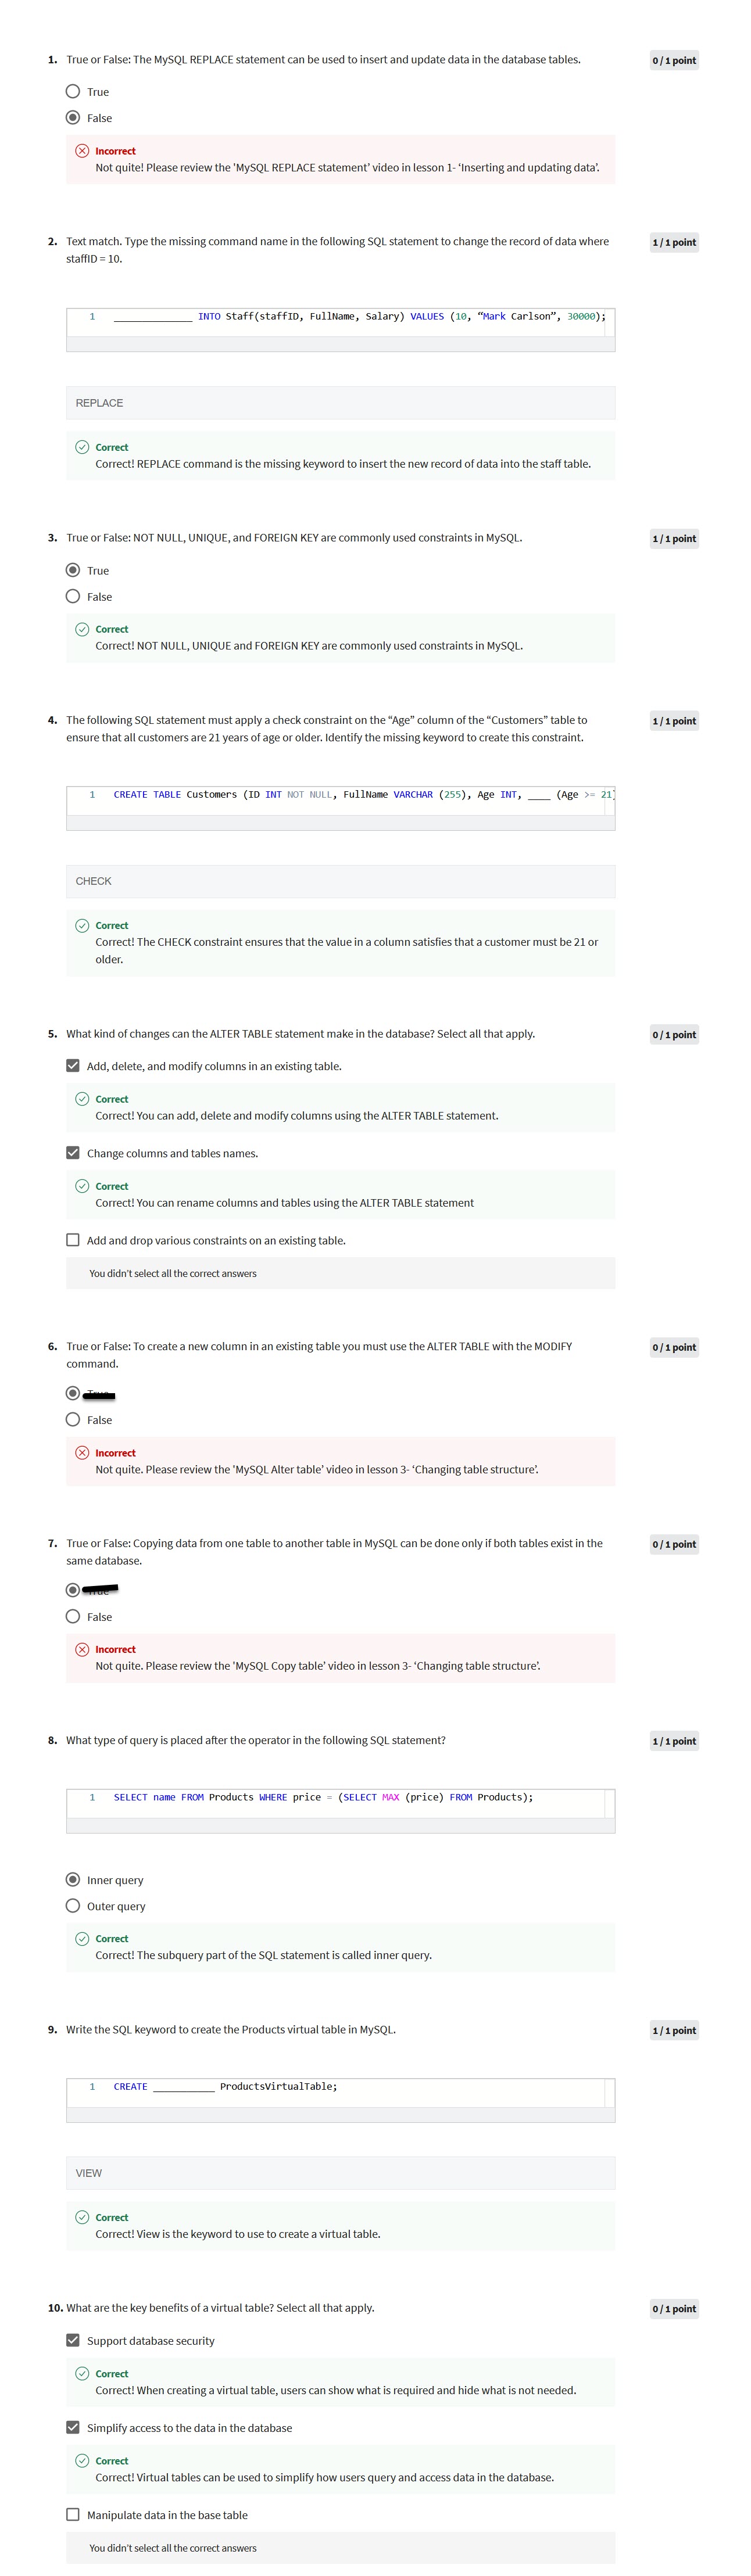 1. True or False: The MySQL REPLACE statement can be used to insert and update data in the database tables.
0 / 1 point
True
False
Incorrect
Not quite! Please review the 'MySQL REPLACE statement' video in lesson 1- ‘Inserting and updating data’.
2. Text match. Type the missing command name in the following SQL statement to change the record of data where
staffID = 10.
1 / 1 point
1 _____________ INTO Staff(staffID, FullName, Salary) VALUES (10, “Mark Carlson”, 30000);
REPLACE
Correct
Correct! REPLACE command is the missing keyword to insert the new record of data into the staff table.
3. True or False: NOT NULL, UNIQUE, and FOREIGN KEY are commonly used constraints in MySQL.
1 / 1 point
True
False
Correct
Correct! NOT NULL, UNIQUE and FOREIGN KEY are commonly used constraints in MySQL.
4. The following SQL statement must apply a check constraint on the “Age” column of the “Customers” table to
ensure that all customers are 21 years of age or older. Identify the missing keyword to create this constraint.
1 / 1 point
1 CREATE TABLE Customers (ID INT NOT NULL, FullName VARCHAR (255), Age INT, ____ (Age >= 21)
CHECK
Correct
Correct! The CHECK constraint ensures that the value in a column satisfies that a customer must be 21 or
older.
5. What kind of changes can the ALTER TABLE statement make in the database? Select all that apply.
0 / 1 point
Add, delete, and modify columns in an existing table.
Correct
Correct! You can add, delete and modify columns using the ALTER TABLE statement.
Change columns and tables names.
Correct
Correct! You can rename columns and tables using the ALTER TABLE statement
Add and drop various constraints on an existing table.
You didn’t select all the correct answers
6. True or False: To create a new column in an existing table you must use the ALTER TABLE with the MODIFY
command.
0 / 1 point
False
Incorrect
Not quite. Please review the 'MySQL Alter table' video in lesson 3- ‘Changing table structure’.
7. True or False: Copying data from one table to another table in MySQL can be done only if both tables exist in the
same database.
0 / 1 point
False
Incorrect
Not quite. Please review the 'MySQL Copy table' video in lesson 3- ‘Changing table structure’.
8. What type of query is placed after the operator in the following SQL statement?
1 / 1 point
1 SELECT name FROM Products WHERE price = (SELECT MAX (price) FROM Products);
Inner query
Outer query
Correct
Correct! The subquery part of the SQL statement is called inner query.
9. Write the SQL keyword to create the Products virtual table in MySQL.
1 / 1 point
1 CREATE ___________ ProductsVirtualTable;
VIEW
Correct
Correct! View is the keyword to use to create a virtual table.
10. What are the key benefits of a virtual table? Select all that apply.
0 / 1 point
Support database security
Correct
Correct! When creating a virtual table, users can show what is required and hide what is not needed.
Simplify access to the data in the database
Correct
Correct! Virtual tables can be used to simplify how users query and access data in the database.
Manipulate data in the base table
You didn’t select all the correct answers